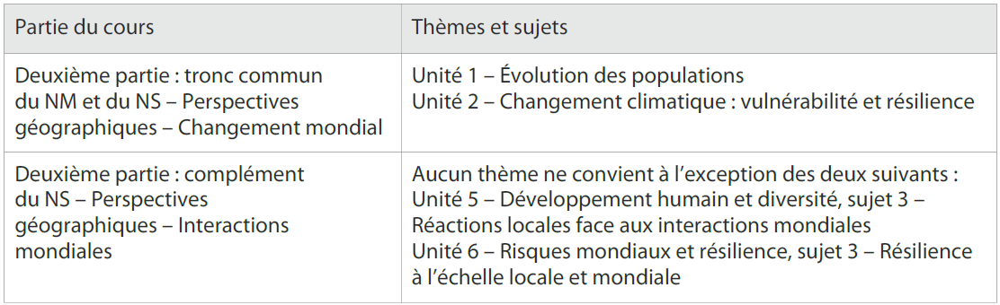 Partie du cours
Thèmes et sujets
Deuxième partie : tronc commun
du NM et du NS – Perspectives
géographiques – Changement mondial
Unité 1 – Évolution des populations
Unité 2 – Changement climatique : vulnérabilité et résilience
Deuxième partie : complément
du NS – Perspectives
géographiques – Interactions
mondiales
Aucun thème ne convient à l’exception des deux suivants :
Unité 5 – Développement humain et diversité, sujet 3 –
Réactions locales face aux interactions mondiales
Unité 6 – Risques mondiaux et résilience, sujet 3 – Résilience
à l’échelle locale et mondiale